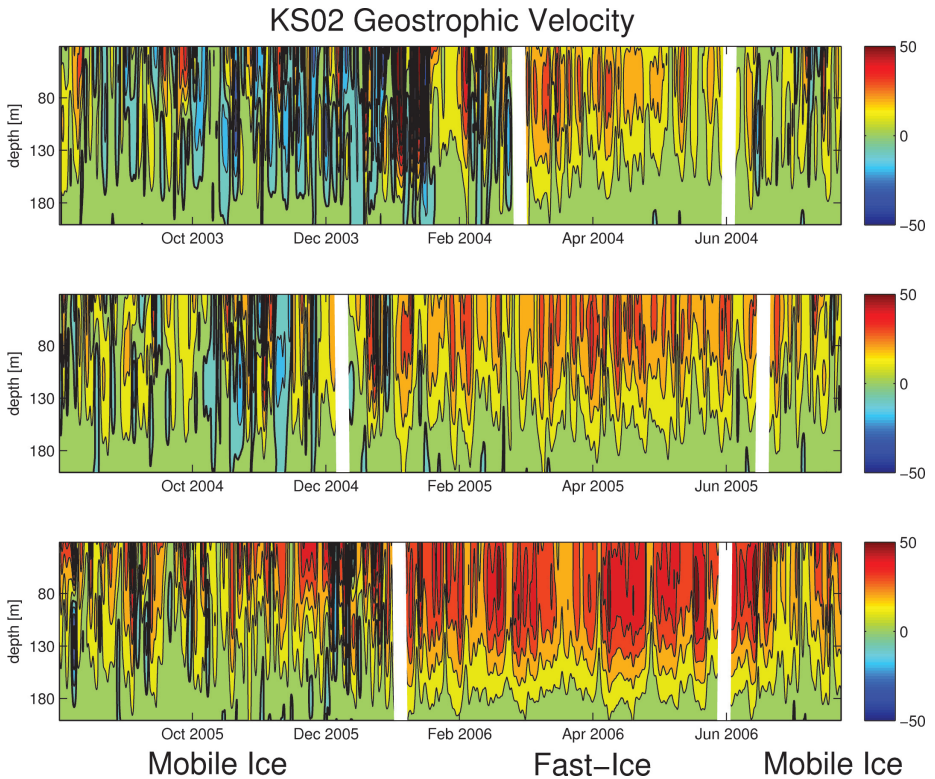 KS02 Geostrophic Velocity
depth [m]
80
130
180
Oct 2003 Dec 2003 Feb 2004 Apr 2004 Jun 2004
50
0
−50
depth [m]
80
130
180
Oct 2004 Dec 2004 Feb 2005 Apr 2005 Jun 2005
50
0
−50
depth [m]
80
130
180
Oct 2005 Dec 2005 Feb 2006 Apr 2006 Jun 2006
50
0
−50
Mobile Ice Fast−Ice Mobile Ice